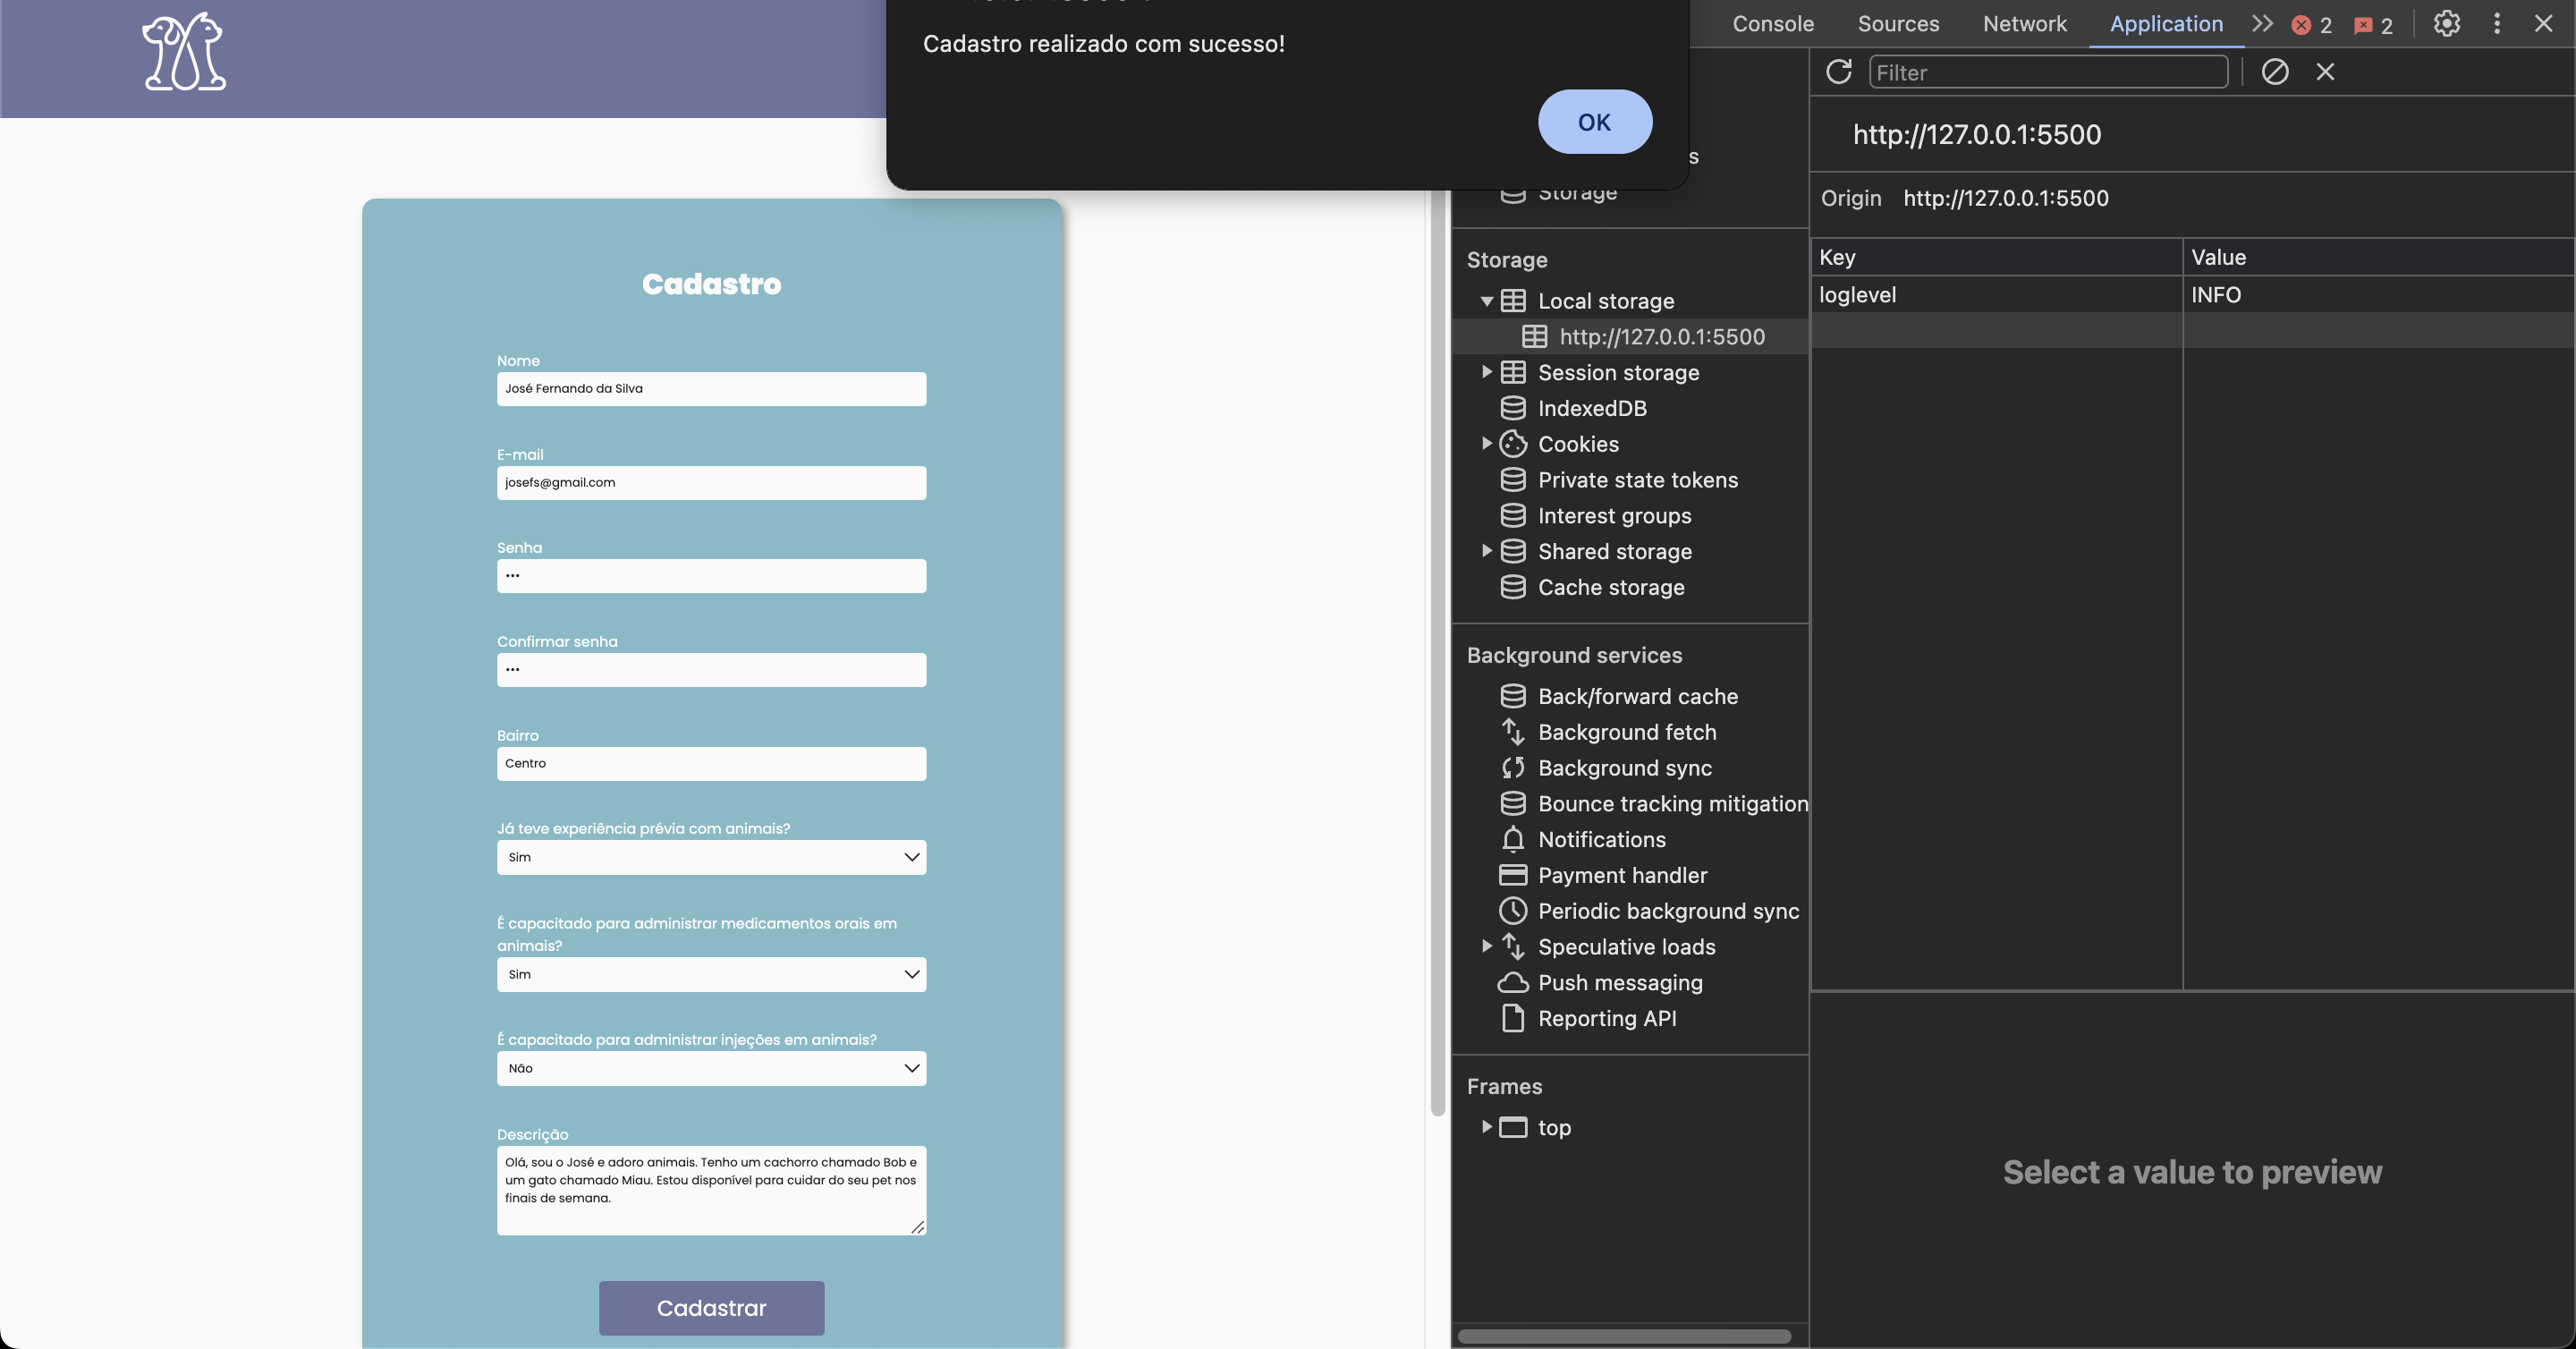 Cadastro realizado com sucesso!
OK
Cadastro
Nome
José Fernando da Silva
E-mail
josefs@gmail.com
Senha
•••
Confirmar senha
•••
Bairro
Centro
Já teve experiência prévia com animais?
Sim
É capacitado para administrar medicamentos orais em
animais?
Sim
É capacitado para administrar injeções em animais?
Não
Descrição
Olá, sou o José e adoro animais. Tenho um cachorro chamado Bob e
um gato chamado Miau. Estou disponível para cuidar do seu pet nos
finais de semana.
Cadastrar
Console Sources Network Application 2 2
s
Storage
Storage
Local storage
http://127.0.0.1:5500
Session storage
IndexedDB
Cookies
Private state tokens
Interest groups
Shared storage
Cache storage
Background services
Back/forward cache
Background fetch
Background sync
Bounce tracking mitigation
Notifications
Payment handler
Periodic background sync
Speculative loads
Push messaging
Reporting API
Frames
top
Filter
http://127.0.0.1:5500
Origin http://127.0.0.1:5500
Key Value
loglevel INFO
Select a value to preview